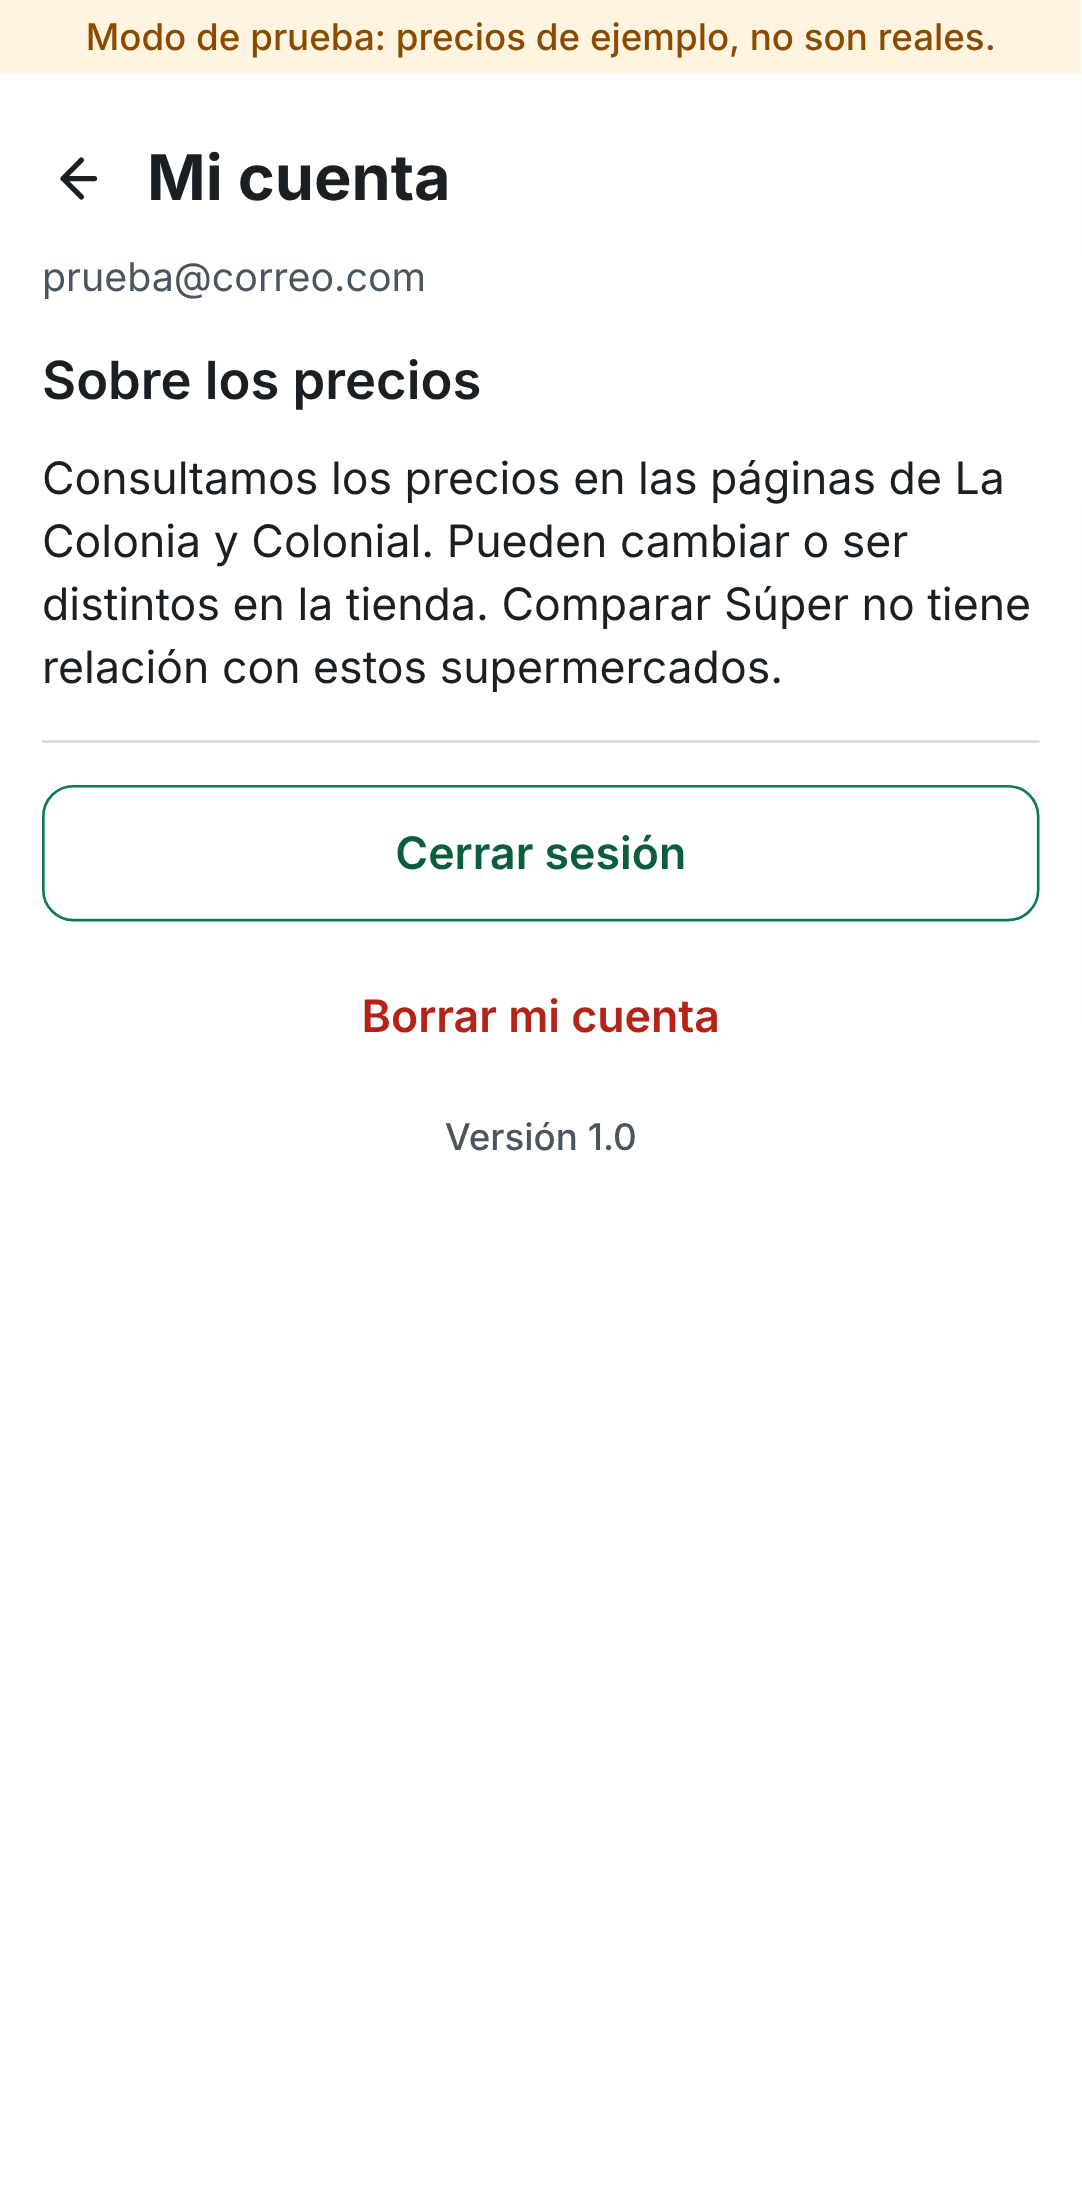 Modo de prueba: precios de ejemplo, no son reales.
Mi cuenta
prueba@correo.com
Sobre los precios
Consultamos los precios en las páginas de La
Colonia y Colonial. Pueden cambiar o ser
distintos en la tienda. Comparar Súper no tiene
relación con estos supermercados.
Cerrar sesión
Borrar mi cuenta
Versión 1.0